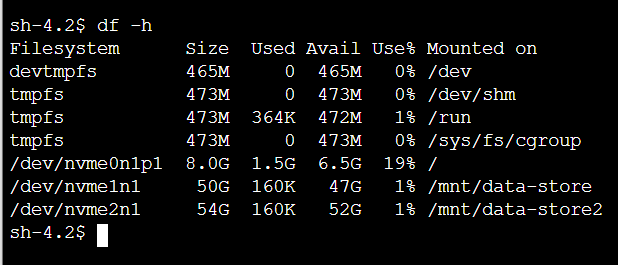 sh-4.2$ df -h
Filesystem      Size  Used Avail Use% Mounted on
devtmpfs        465M     0  465M   0% /dev
tmpfs           473M     0  473M   0% /dev/shm
tmpfs           473M  364K  472M   1% /run
tmpfs           473M     0  473M   0% /sys/fs/cgroup
/dev/nvme0n1p1  8.0G  1.5G  6.5G  19% /
/dev/nvme1n1     50G  160K   47G   1% /mnt/data-store
/dev/nvme2n1     54G  160K   52G   1% /mnt/data-store2
sh-4.2$